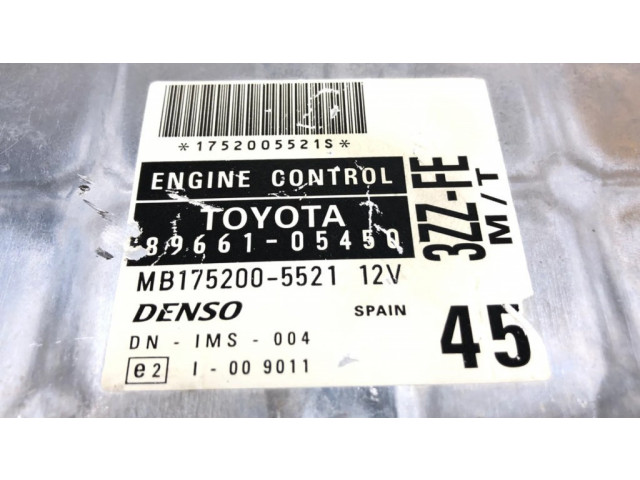 *1752005521S*
ENGINE CONTROL
TOYOTA
89661-05450
MB175200-5521 12V
DENSO SPAIN
DN - IMS - 004
e2 I - 00 9011
3ZZ-FE
M/T
45